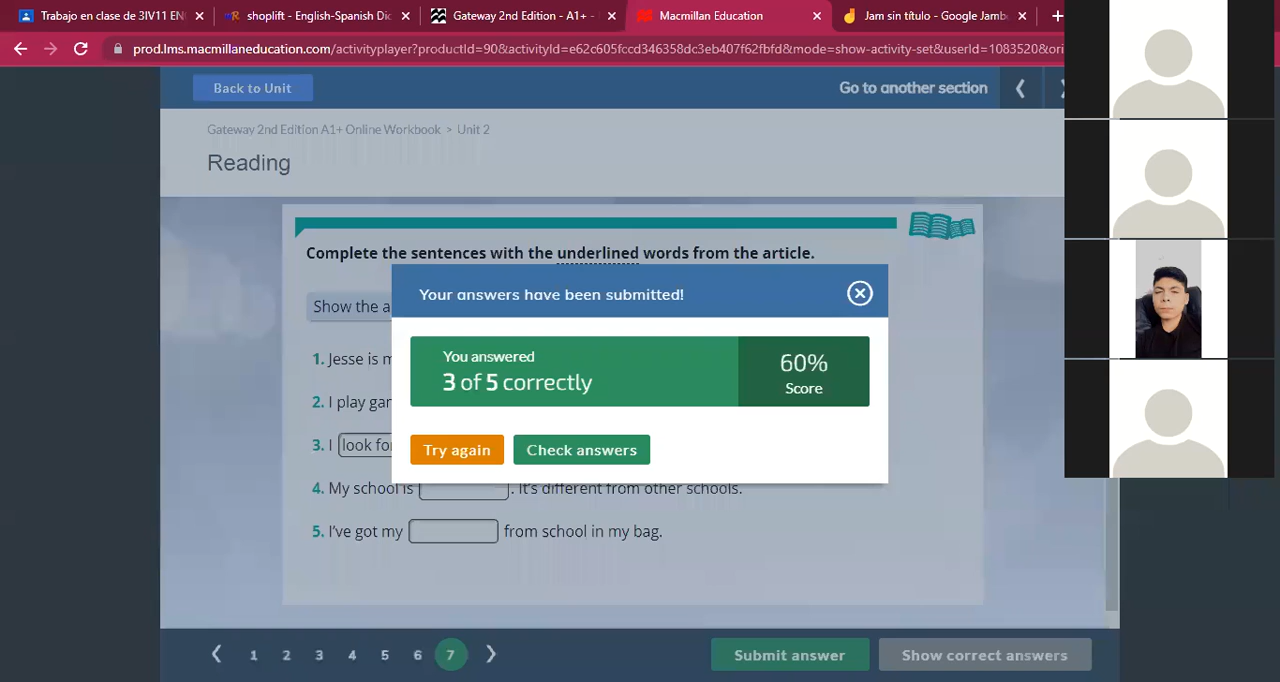 Trabajo en clase de 3IV11 EN
shoplift - English-Spanish Dic
Gateway 2nd Edition - A1+ -
Macmillan Education
Jam sin título - Google Jamb
prod.lms.macmillaneducation.com/activityplayer?productId=90&activityId=e62c605fccd346358dc3eb407f62fbfd&mode=show-activity-set&userId=1083520&ori
Back to Unit
Go to another section
Gateway 2nd Edition A1+ Online Workbook > Unit 2
Reading
Complete the sentences with the underlined words from the article.
Show the a
Your answers have been submitted!
You answered
3 of 5 correctly
60%
Score
Try again
Check answers
1. Jesse is m
2. I play gar
3. I look for
4. My school is . It's different from other schools.
5. I've got my from school in my bag.
1 2 3 4 5 6 7
Submit answer
Show correct answers